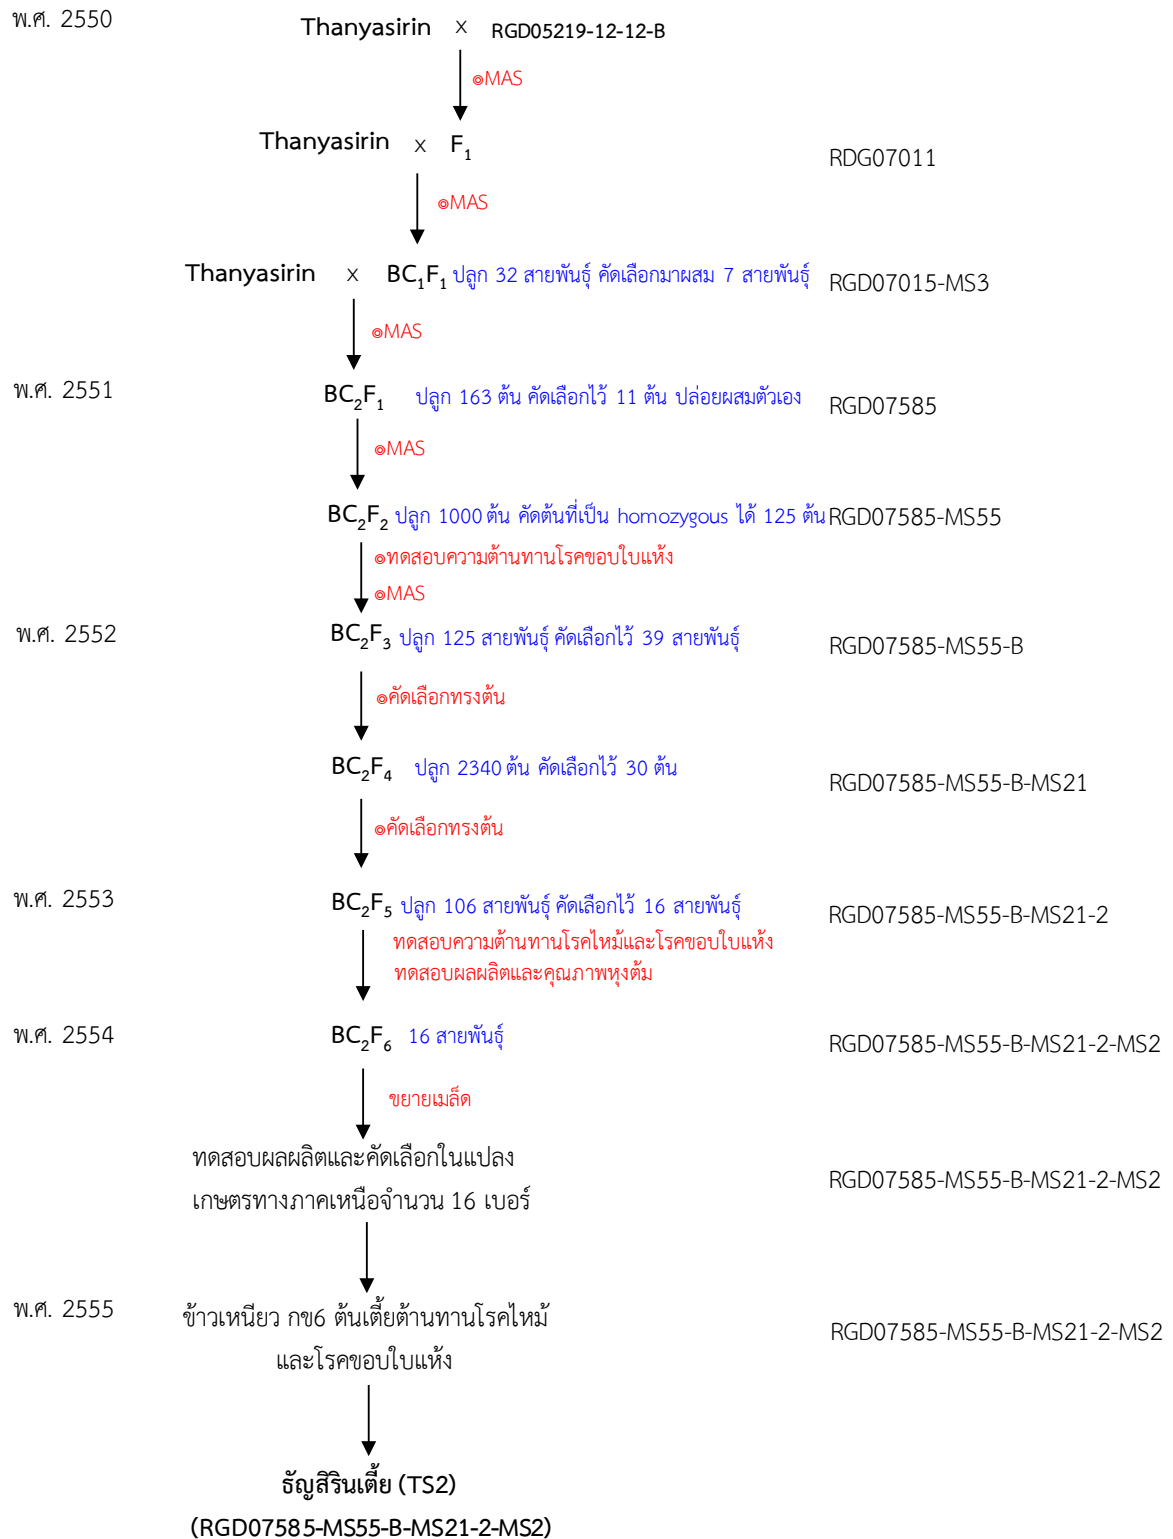 พ.ศ. 2550
Thanyasirin x RGD05219-12-12-B
๏MAS
Thanyasirin x F₁
RDG07011
๏MAS
Thanyasirin x BC₁F₁ ปลูก 32 สายพันธุ์ คัดเลือกมาผสม 7 สายพันธุ์ RGD07015-MS3
๏MAS
พ.ศ. 2551
BC₂F₁ ปลูก 163 ต้น คัดเลือกไว้ 11 ต้น ปล่อยผสมตัวเอง RGD07585
๏MAS
BC₂F₂ ปลูก 1000 ต้น คัดต้นที่เป็น homozygous ได้ 125 ต้น RGD07585-MS55
๏ทดสอบความต้านทานโรคขอบใบแห้ง
๏MAS
พ.ศ. 2552
BC₂F₃ ปลูก 125 สายพันธุ์ คัดเลือกไว้ 39 สายพันธุ์ RGD07585-MS55-B
๏คัดเลือกทรงต้น
BC₂F₄ ปลูก 2340 ต้น คัดเลือกไว้ 30 ต้น RGD07585-MS55-B-MS21
๏คัดเลือกทรงต้น
พ.ศ. 2553
BC₂F₅ ปลูก 106 สายพันธุ์ คัดเลือกไว้ 16 สายพันธุ์ RGD07585-MS55-B-MS21-2
ทดสอบความต้านทานโรคไหม้และโรคขอบใบแห้ง
ทดสอบผลผลิตและคุณภาพหุงต้ม
พ.ศ. 2554
BC₂F₆ 16 สายพันธุ์ RGD07585-MS55-B-MS21-2-MS2
ขยายเมล็ด
ทดสอบผลผลิตและคัดเลือกในแปลง
เกษตรทางภาคเหนือจำนวน 16 เบอร์
RGD07585-MS55-B-MS21-2-MS2
พ.ศ. 2555
ข้าวเหนียว กข6 ต้นเตี้ยต้านทานโรคไหม้
และโรคขอบใบแห้ง
RGD07585-MS55-B-MS21-2-MS2
ธัญสิรินเตี้ย (TS2)
(RGD07585-MS55-B-MS21-2-MS2)